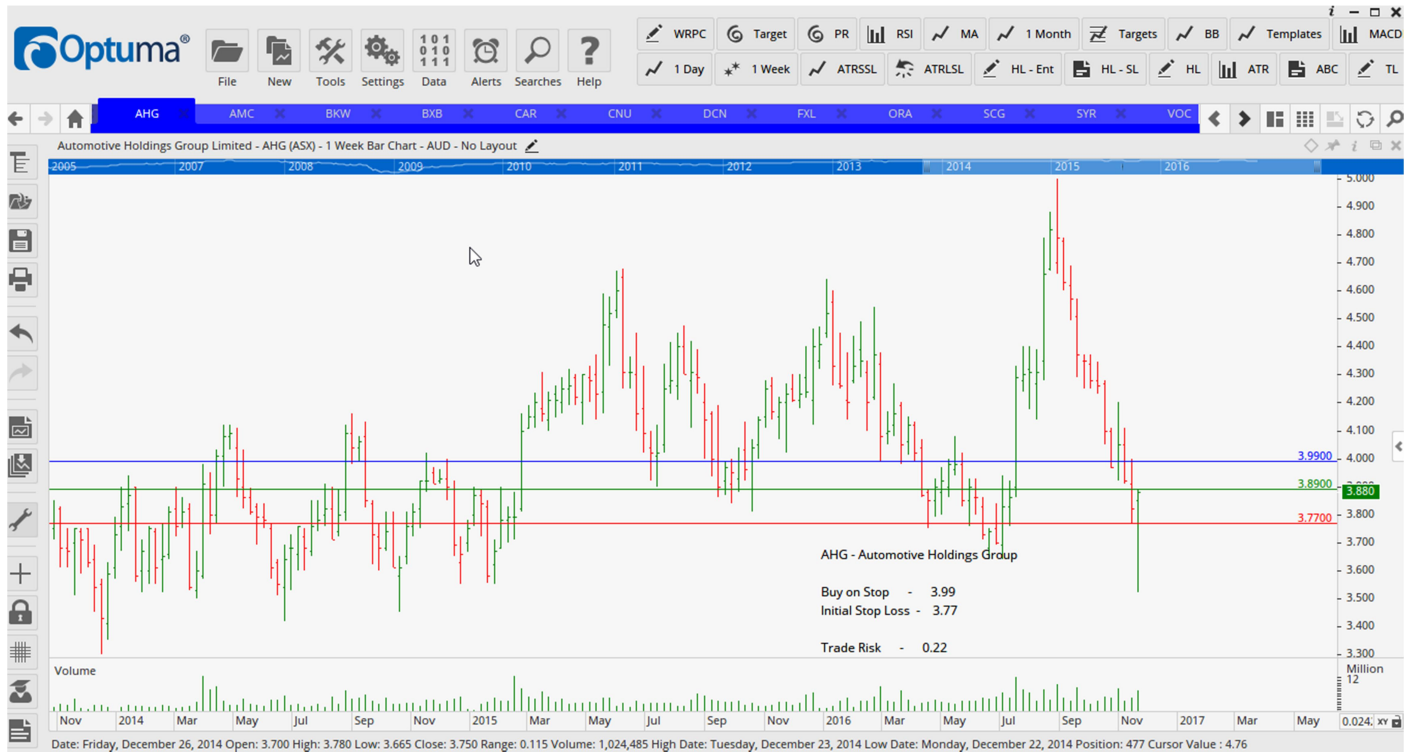 i
Optuma®
File New Tools Settings Data Alerts Searches Help
WRPC Target PR RSI MA 1 Month Targets BB Templates MACD
1 Day 1 Week ATRSSL ATRLSL HL - Ent HL - SL HL ATR ABC TL
AHG AMC BKW BXB CAR CNU DCN FXL ORA SCG SYR VOC
Automotive Holdings Group Limited - AHG (ASX) - 1 Week Bar Chart - AUD - No Layout
2005 2007 2008 2009 2010 2011 2012 2013 2014 2015 2016
5.000
4.900
4.800
4.700
4.600
4.500
4.400
4.300
4.200
4.100
3.9900 4.000
3.8900
3.880
3.800
3.7700
3.700
3.600
3.500
3.400
3.300
AHG - Automotive Holdings Group
Buy on Stop - 3.99
Initial Stop Loss - 3.77
Trade Risk - 0.22
Volume
Million
12
Nov 2014 Mar May Jul Sep Nov 2015 Mar May Jul Sep Nov 2016 Mar May Jul Sep Nov 2017 Mar May 0.024; XY
Date: Friday, December 26, 2014 Open: 3.700 High: 3.780 Low: 3.665 Close: 3.750 Range: 0.115 Volume: 1,024,485 High Date: Tuesday, December 23, 2014 Low Date: Monday, December 22, 2014 Position: 477 Cursor Value : 4.76